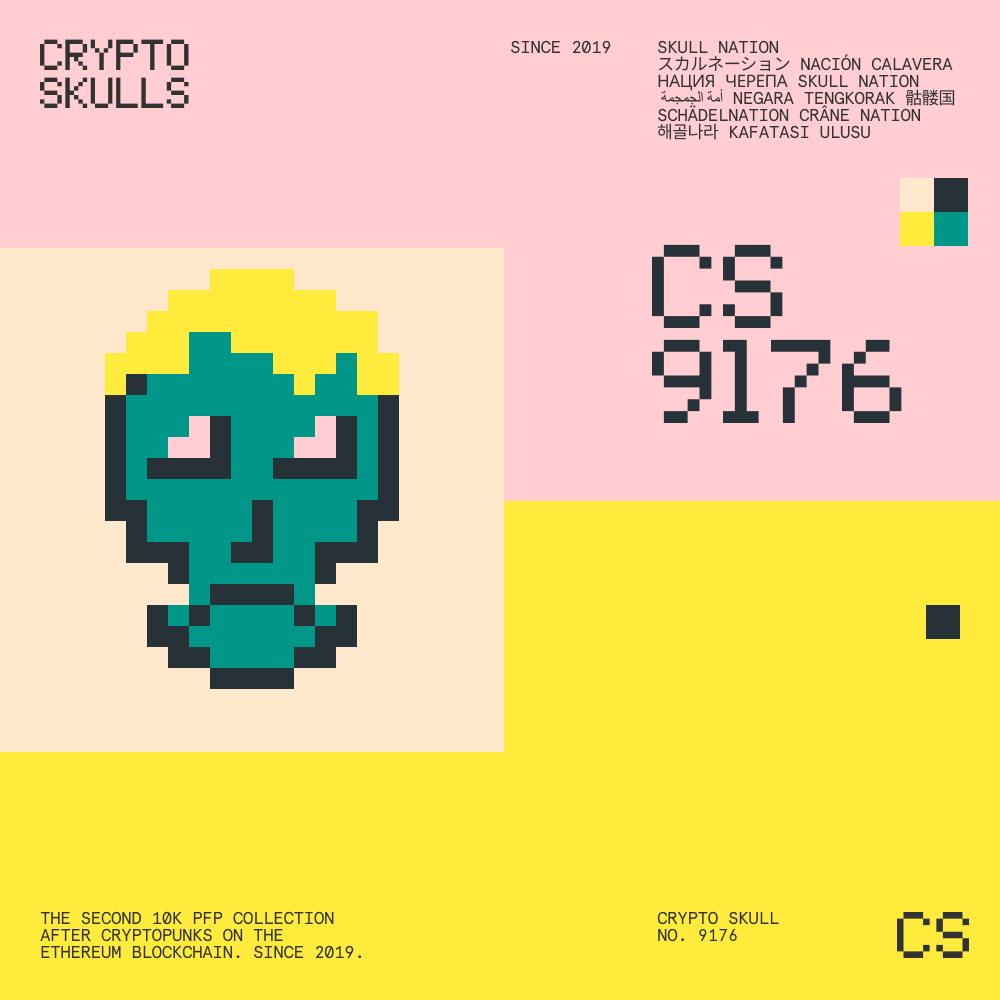 CRYPTO
SKULLS
SINCE 2019
SKULL NATION
スカルネーション NACIÓN CALAVERA
НАЦИЯ ЧЕРЕПА SKULL NATION
أمة الجمجمة NEGARA TENGKORAK 骷髅国
SCHÄDELNATION CRÂNE NATION
해골나라 KAFATASI ULUSU
CS
9176
THE SECOND 10K PFP COLLECTION
AFTER CRYPTOPUNKS ON THE
ETHEREUM BLOCKCHAIN. SINCE 2019.
CRYPTO SKULL
NO. 9176
CS